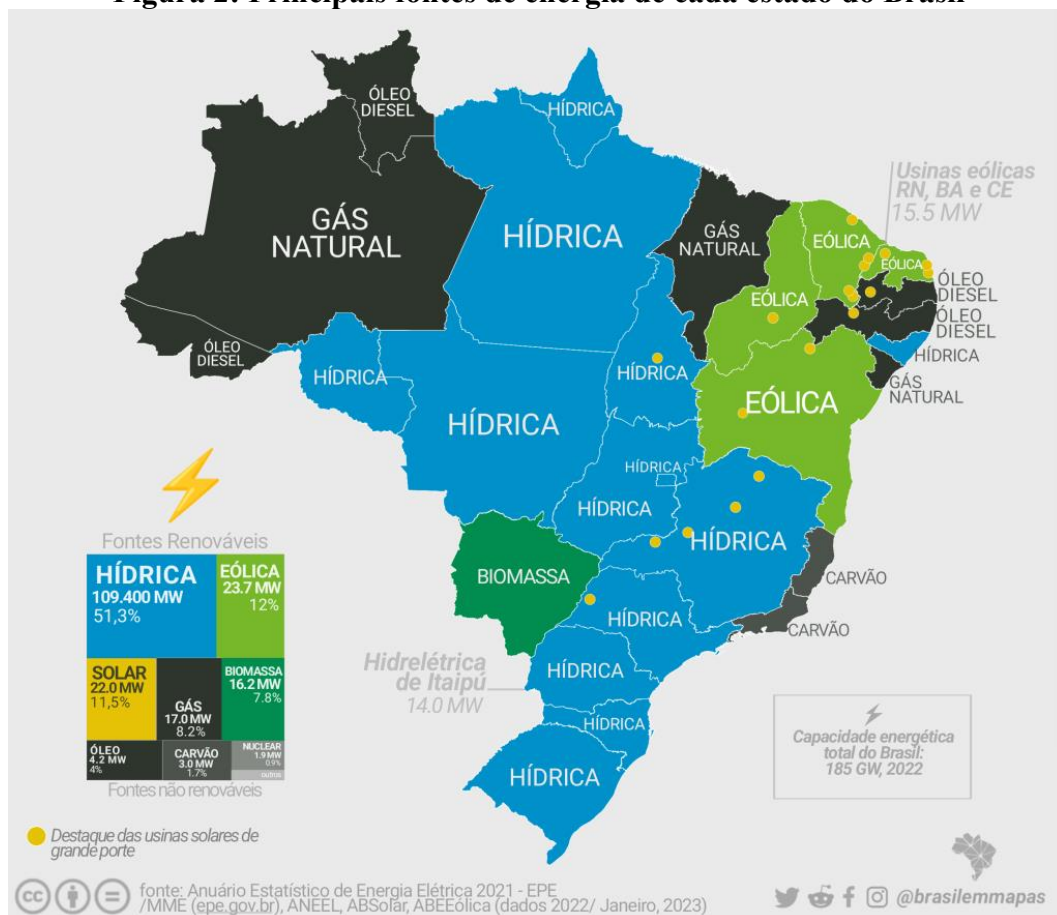 Figura 2: Principais fontes de energia de cada estado do Brasil
ÓLEO
DIESEL
HÍDRICA
GÁS
NATURAL
HÍDRICA
GÁS
NATURAL
Usinas eólicas
RN, BA e CE
15.5 MW
EÓLICA
EÓLICA
EÓLICA
ÓLEO
DIESEL
ÓLEO
DIESEL
HÍDRICA
GÁS
NATURAL
ÓLEO
DIESEL
HÍDRICA
HÍDRICA
HÍDRICA
EÓLICA
HÍDRICA
HÍDRICA
HÍDRICA
BIOMASSA
CARVÃO
HÍDRICA
CARVÃO
Hidrelétrica
de Itaipú
14.0 MW
HÍDRICA
HÍDRICA
HÍDRICA
Fontes Renováveis
HÍDRICA
109.400 MW
51,3%
EÓLICA
23.7 MW
12%
SOLAR
22.0 MW
11,5%
GÁS
17.0 MW
8.2%
BIOMASSA
16.2 MW
7.8%
ÓLEO
4.2 MW
4%
CARVÃO
3.0 MW
1.7%
NUCLEAR
1.9 MW
0.9%
outros
Fontes não renováveis
Capacidade energética
total do Brasil:
185 GW, 2022
Destaque das usinas solares de
grande porte
cc
fonte: Anuário Estatístico de Energia Elétrica 2021 - EPE
/MME (epe.gov.br), ANEEL, ABSolar, ABEEólica (dados 2022/ Janeiro, 2023)
@brasilemmapas